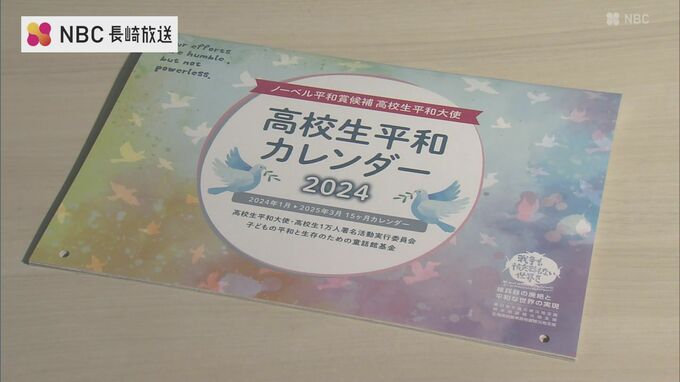 NBC 長崎放送
NBC
our efforts
are humble,
but not
powerless.
ノーベル平和賞候補 高校生平和大使
高校生平和
カレンダー
2024
2024年1月▶2025年3月 15ヶ月カレンダー
高校生平和大使・高校生1万人署名活動実行委員会
子どもの平和と生存のための童話館基金
核兵器の廃絶と
平和な世界の実現